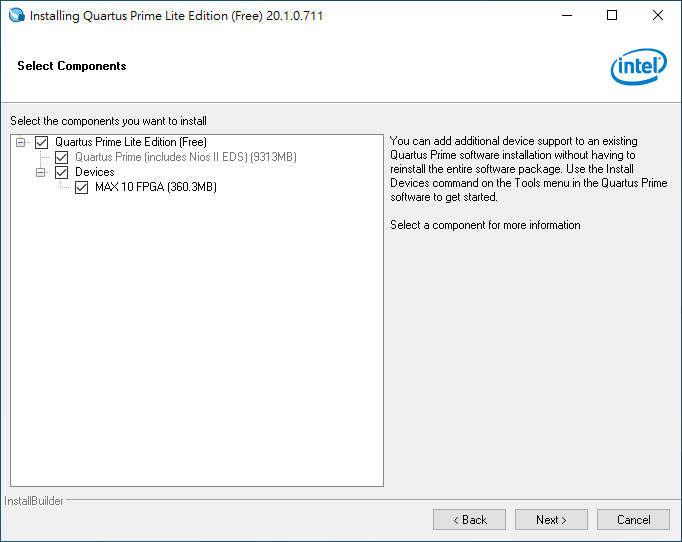 Installing Quartus Prime Lite Edition (Free) 20.1.0.711
Select Components
intel
Select the components you want to install
Quartus Prime Lite Edition (Free)
Quartus Prime (includes Nios II EDS) (9313MB)
Devices
MAX 10 FPGA (360.3MB)
You can add additional device support to an existing
Quartus Prime software installation without having to
reinstall the entire software package. Use the Install
Devices command on the Tools menu in the Quartus Prime
software to get started.
Select a component for more information
InstallBuilder
< Back
Next >
Cancel